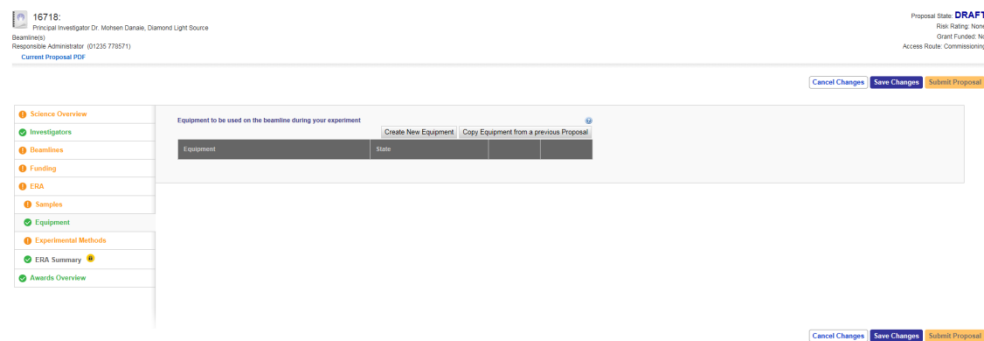 16718:
Principal Investigator Dr. Mohsen Danaie, Diamond Light Source
Beamline(s)
Responsible Administrator (01235 778571)
Current Proposal PDF
Proposal State: DRAFT
Risk Rating: None
Grant Funded: No
Access Route: Commissioning
Cancel Changes Save Changes Submit Proposal
Science Overview
Investigators
Beamlines
Funding
ERA
Samples
Equipment
Experimental Methods
ERA Summary
Awards Overview
Equipment to be used on the beamline during your experiment
Create New Equipment Copy Equipment from a previous Proposal
Equipment State
Cancel Changes Save Changes Submit Proposal